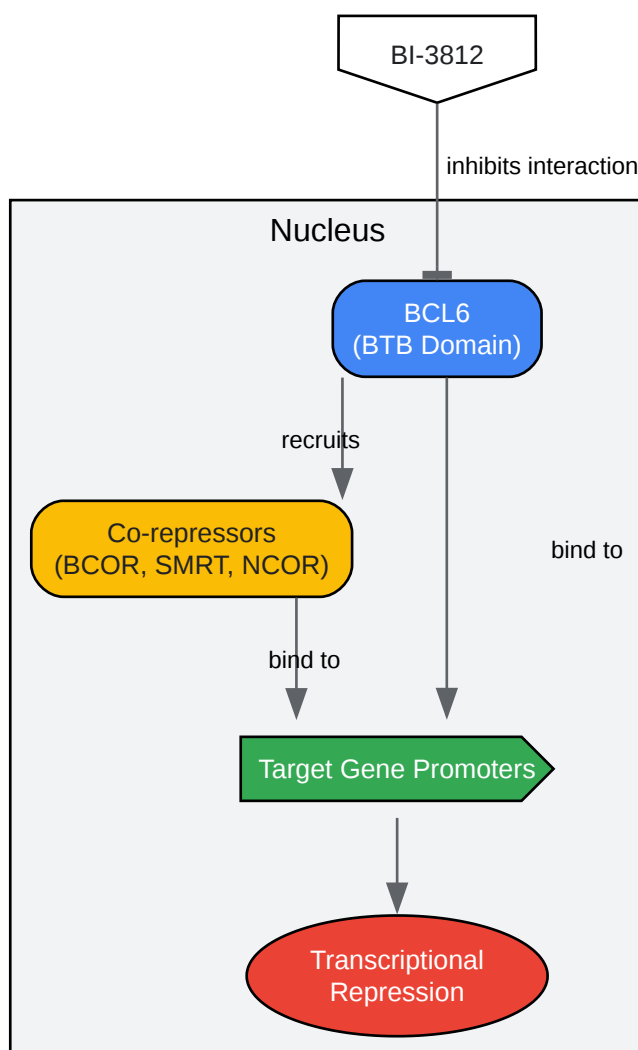 BI-3812
inhibits interaction
Nucleus
BCL6
(BTB Domain)
recruits
Co-repressors
(BCOR, SMRT, NCOR)
bind to
bind to
Target Gene Promoters
Transcriptional
Repression